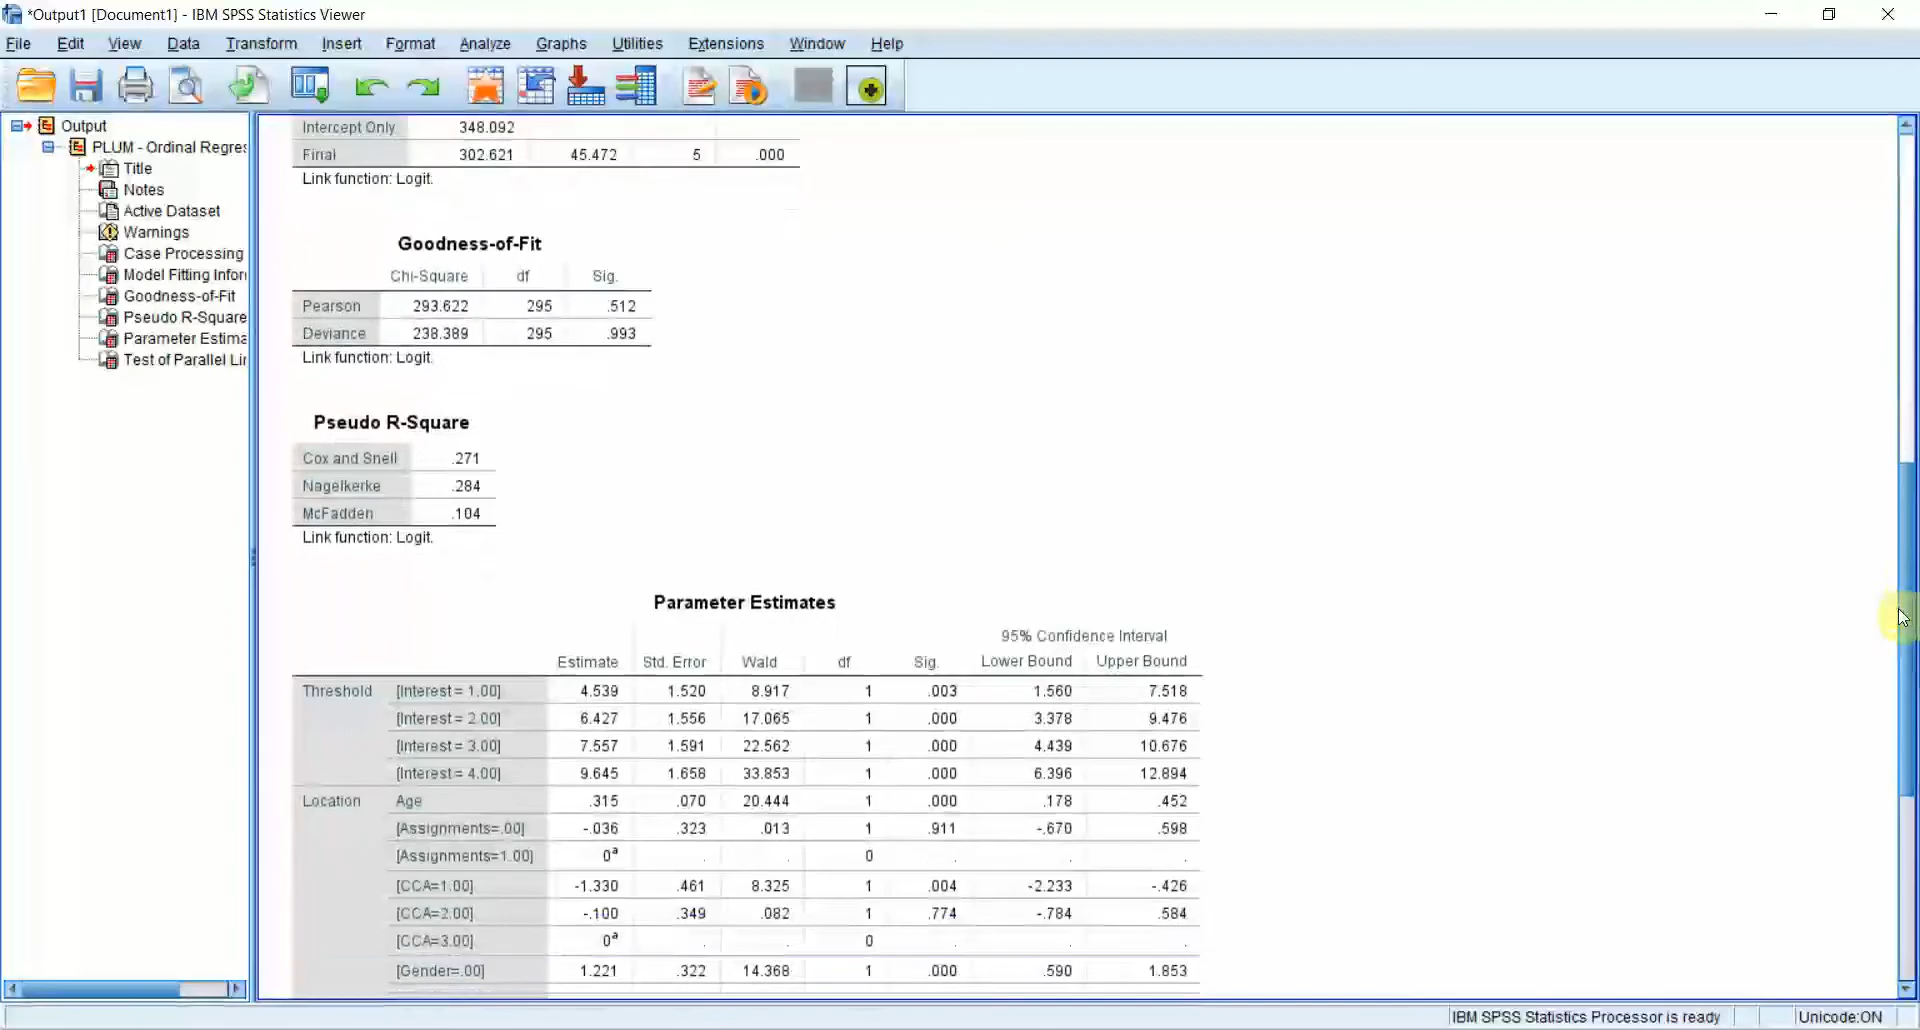 *Output1 [Document1] - IBM SPSS Statistics Viewer
File Edit View Data Transform Insert Format Analyze Graphs Utilities Extensions Window Help
Output
PLUM - Ordinal Regres
Title
Notes
Active Dataset
Warnings
Case Processing
Model Fitting Infor
Goodness-of-Fit
Pseudo R-Square
Parameter Estima
Test of Parallel Lin
Intercept Only 348.092
Final 302.621 45.472 5 .000
Link function: Logit.
Goodness-of-Fit
Chi-Square df Sig.
Pearson 293.622 295 .512
Deviance 238.389 295 .993
Link function: Logit.
Pseudo R-Square
Cox and Snell .271
Nagelkerke .284
McFadden .104
Link function: Logit.
Parameter Estimates
95% Confidence Interval
Estimate Std. Error Wald df Sig. Lower Bound Upper Bound
Threshold [Interest = 1.00] 4.539 1.520 8.917 1 .003 1.560 7.518
[Interest = 2.00] 6.427 1.556 17.065 1 .000 3.378 9.476
[Interest = 3.00] 7.557 1.591 22.562 1 .000 4.439 10.676
[Interest = 4.00] 9.645 1.658 33.853 1 .000 6.396 12.894
Location Age .315 .070 20.444 1 .000 .178 .452
[Assignments=.00] -.036 .323 .013 1 .911 -.670 .598
[Assignments=1.00] 0ª . . 0 . . .
[CCA=1.00] -1.330 .461 8.325 1 .004 -2.233 -.426
[CCA=2.00] -.100 .349 .082 1 .774 -.784 .584
[CCA=3.00] 0ª . . 0 . . .
[Gender=.00] 1.221 .322 14.368 1 .000 .590 1.853
IBM SPSS Statistics Processor is ready Unicode:ON